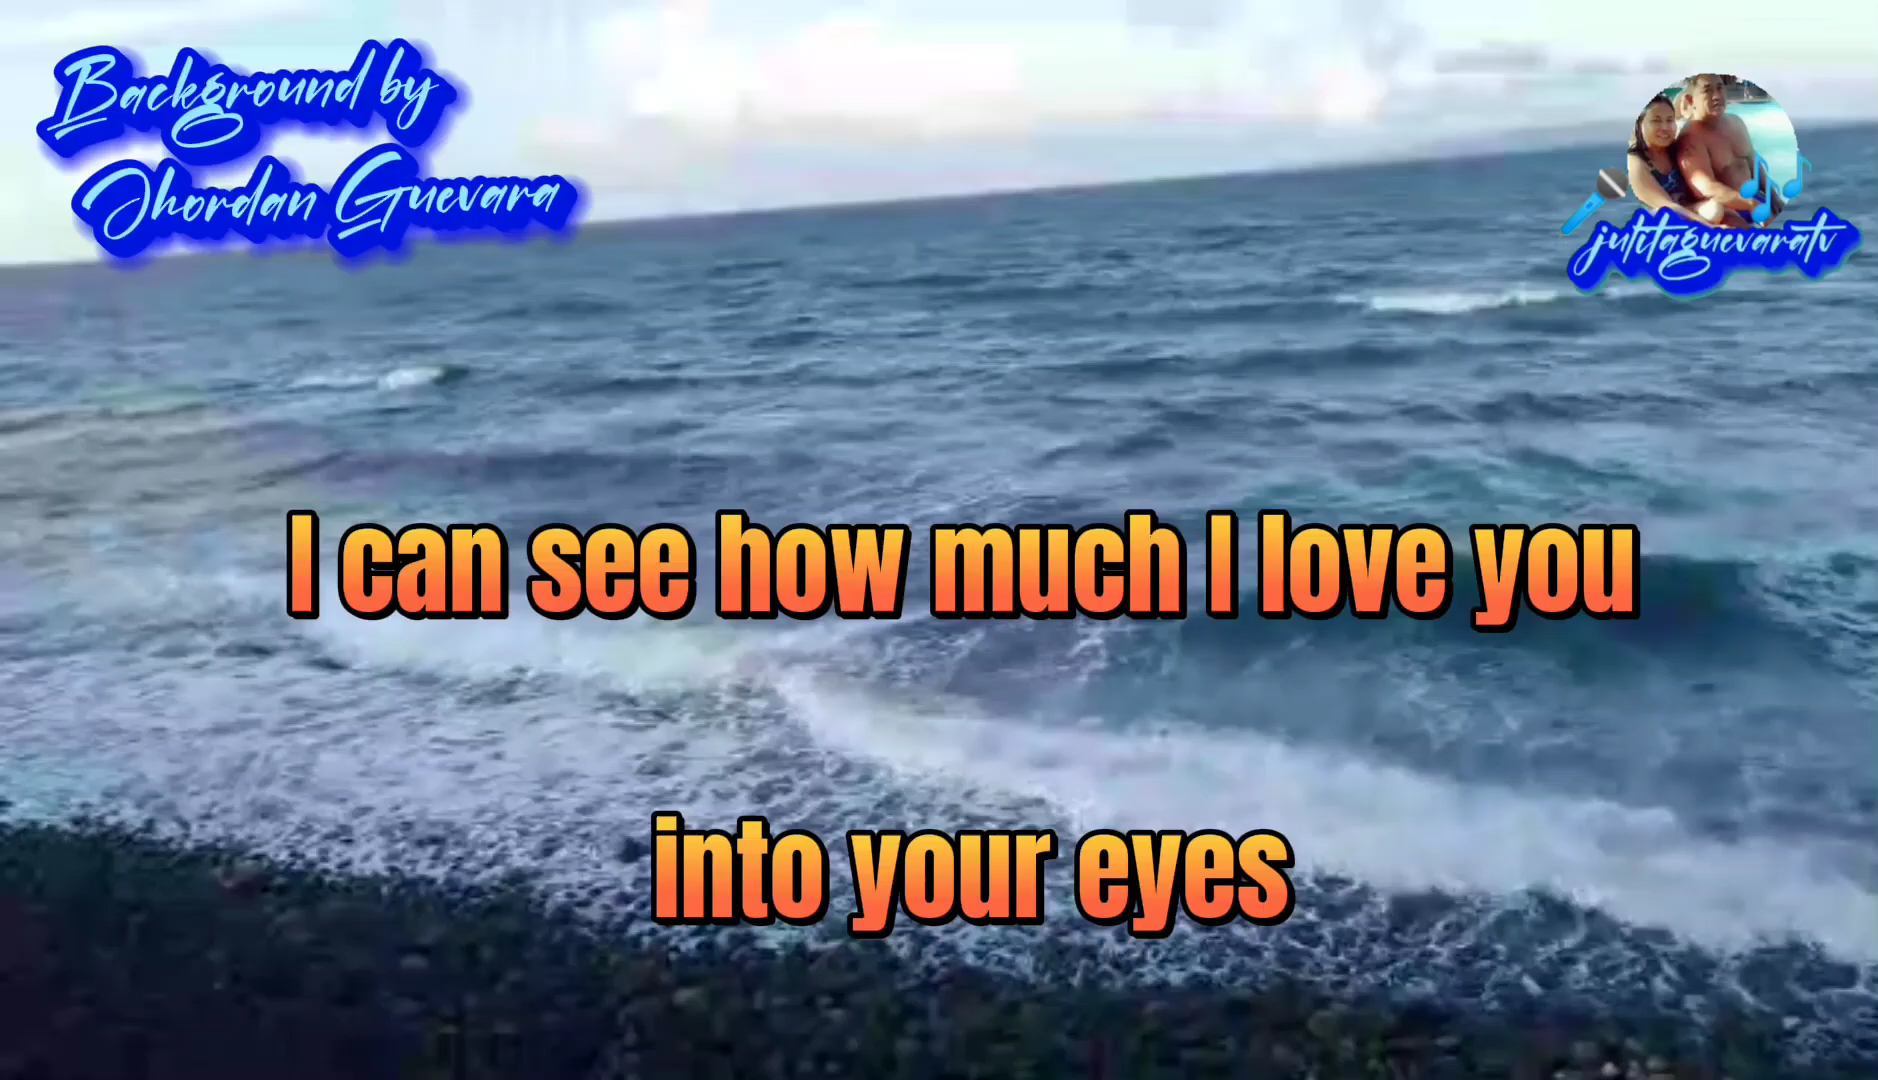 Background by
Jhordan Guevara
julitaguevaratv
I can see how much I love you
into your eyes